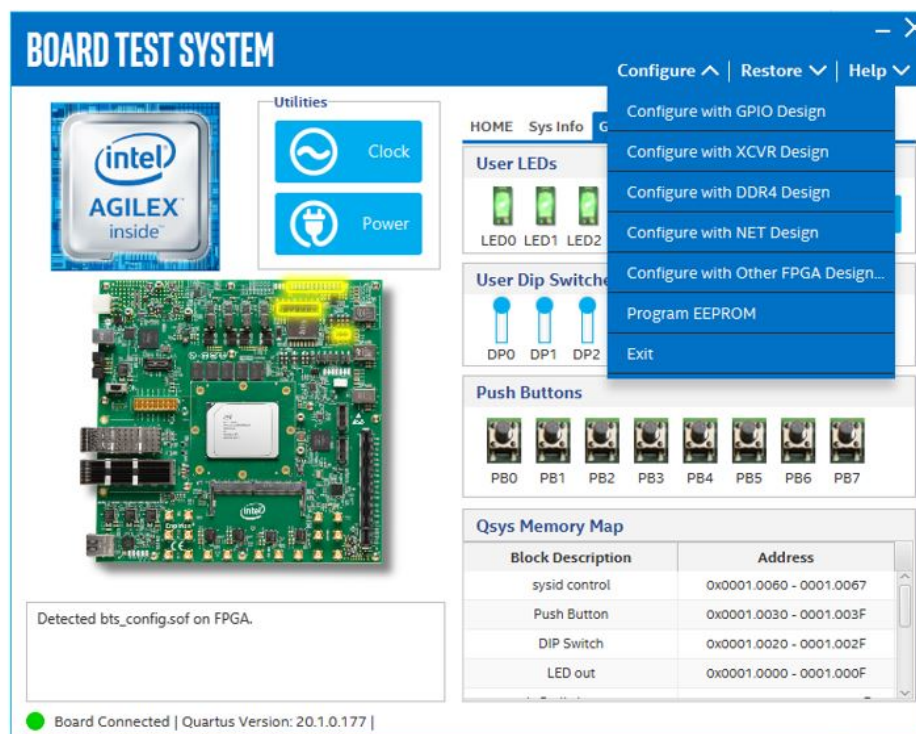 BOARD TEST SYSTEM
Configure | Restore | Help
intel
AGILEX
inside
Utilities
Clock
Power
HOME Sys Info G
Configure with GPIO Design
Configure with XCVR Design
Configure with DDR4 Design
Configure with NET Design
Configure with Other FPGA Design...
Program EEPROM
Exit
User LEDs
LED0 LED1 LED2
User Dip Switche
DP0 DP1 DP2
Push Buttons
PB0 PB1 PB2 PB3 PB4 PB5 PB6 PB7
Qsys Memory Map
Block Description Address
sysid control 0x0001.0060 - 0001.0067
Push Button 0x0001.0030 - 0001.003F
DIP Switch 0x0001.0020 - 0001.002F
LED out 0x0001.0000 - 0001.000F
intel
Detected bts_config.sof on FPGA.
Board Connected | Quartus Version: 20.1.0.177 |